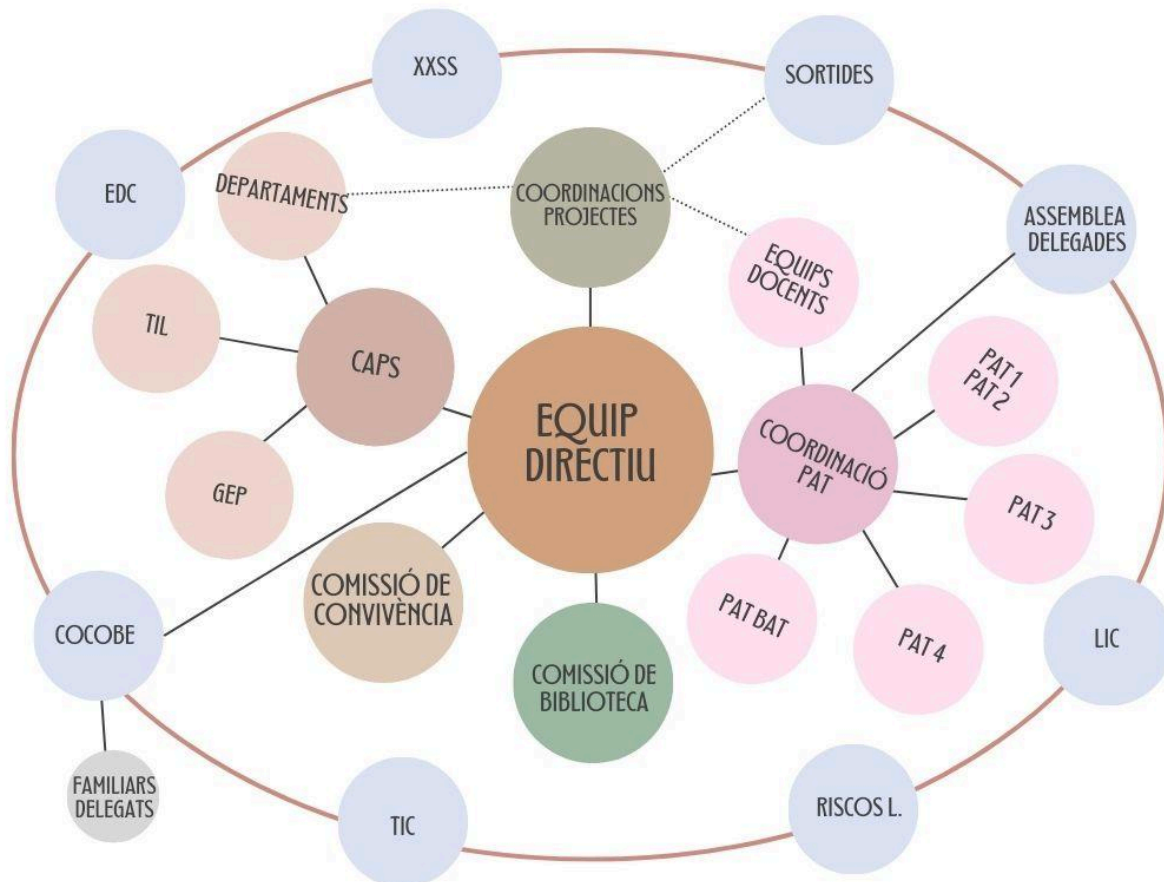 XXSS
SORTIDES
EDC
DEPARTAMENTS
COORDINACIONS
PROJECTES
ASSEMBLEA
DELEGADES
EQUIPS
DOCENTS
TIL
CAPS
PAT 1
PAT 2
EQUIP
DIRECTIU
COORDINACIÓ
PAT
GEP
PAT 3
COMISSIÓ DE
CONVIVÈNCIA
PAT BAT
PAT 4
COCOBE
LIC
COMISSIÓ DE
BIBLIOTECA
FAMILIARS
DELEGATS
TIC
RISCOS L.